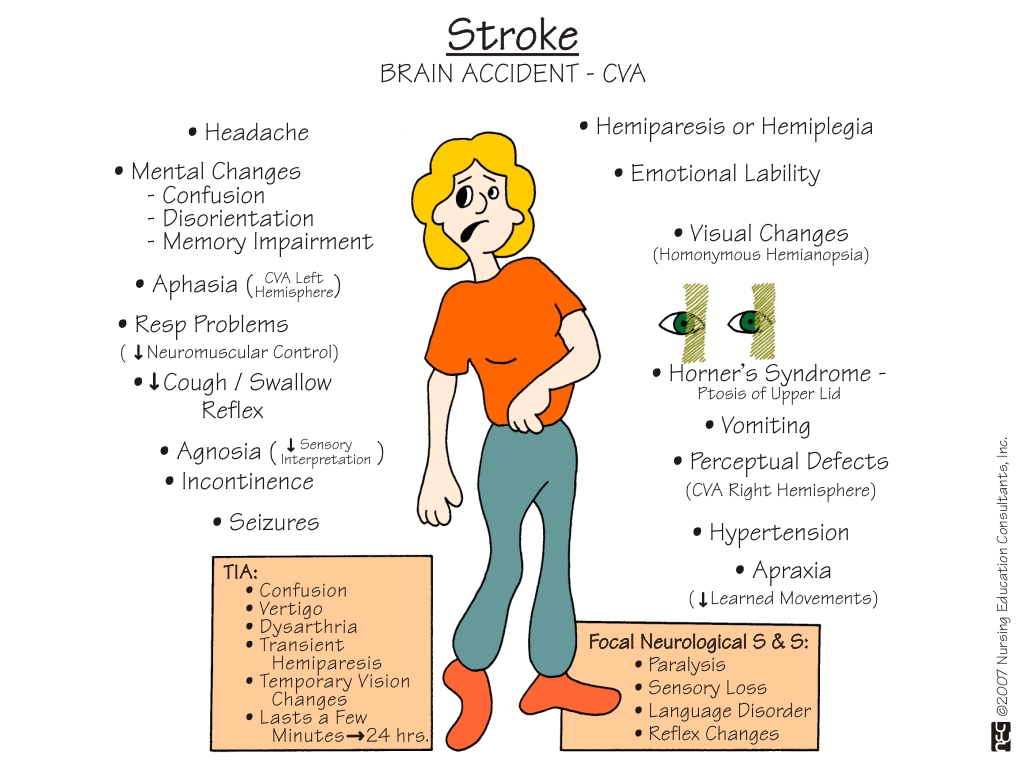 Stroke
BRAIN ACCIDENT - CVA
• Headache
• Mental Changes
- Confusion
- Disorientation
- Memory Impairment
• Aphasia (CVA Left
Hemisphere)
• Resp Problems
(↓Neuromuscular Control)
•↓Cough / Swallow
Reflex
• Agnosia (↓Sensory
Interpretation)
• Incontinence
• Seizures
• Hemiparesis or Hemiplegia
• Emotional Lability
• Visual Changes
(Homonymous Hemianopsia)
• Horner's Syndrome -
Ptosis of Upper Lid
• Vomiting
• Perceptual Defects
(CVA Right Hemisphere)
• Hypertension
• Apraxia
(↓Learned Movements)
TIA:
• Confusion
• Vertigo
• Dysarthria
• Transient
Hemiparesis
• Temporary Vision
Changes
• Lasts a Few
Minutes→24 hrs.
Focal Neurological S & S:
• Paralysis
• Sensory Loss
• Language Disorder
• Reflex Changes
©2007 Nursing Education Consultants, Inc.
nec